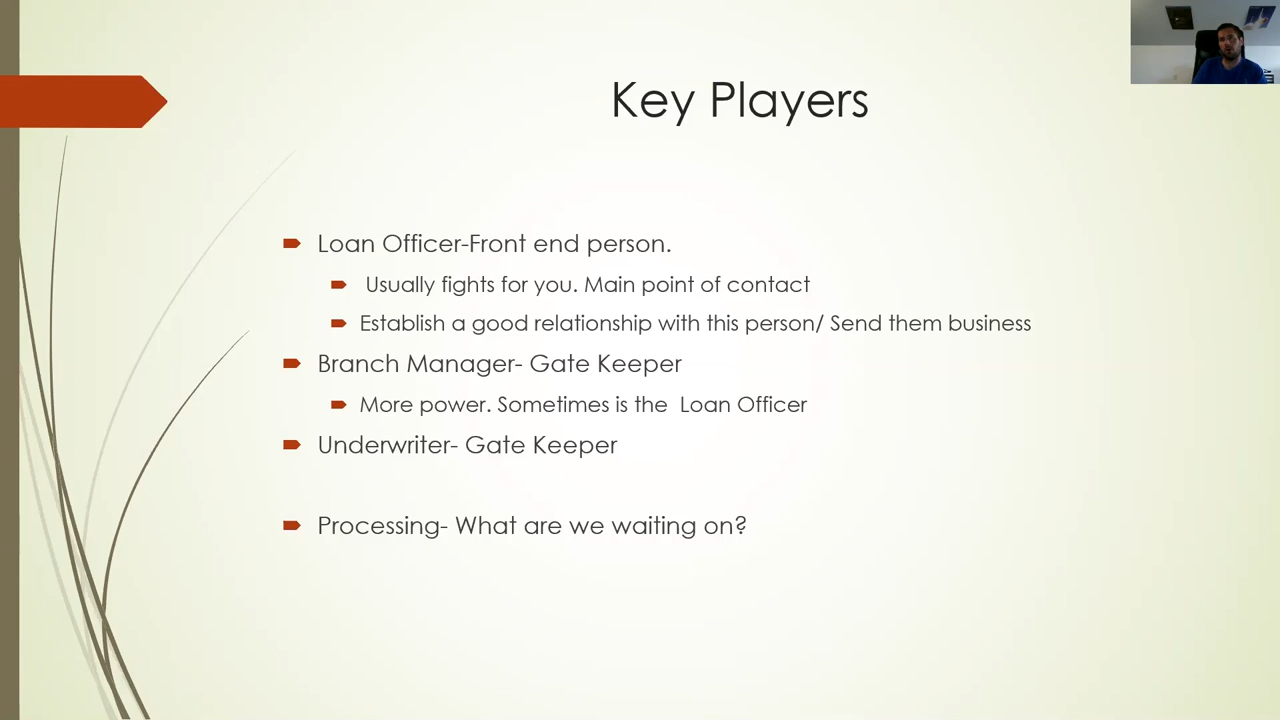 Key Players
Loan Officer-Front end person.
Usually fights for you. Main point of contact
Establish a good relationship with this person/ Send them business
Branch Manager- Gate Keeper
More power. Sometimes is the  Loan Officer
Underwriter- Gate Keeper
Processing- What are we waiting on?